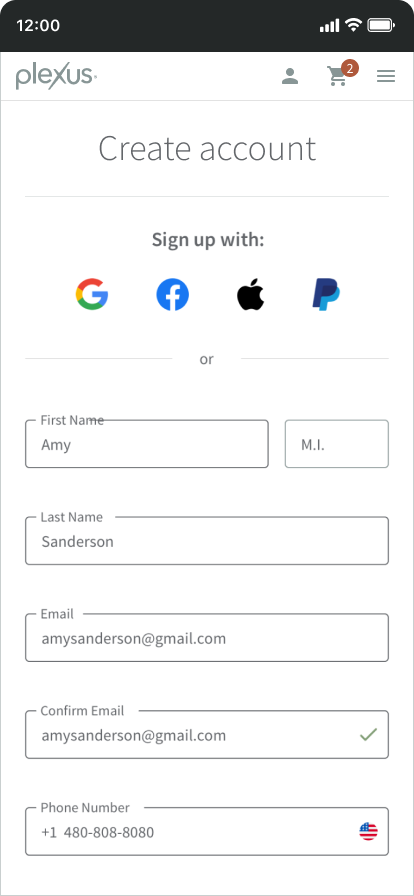 12:00
plexus
2
Create account
Sign up with:
or
First Name
Amy
M.I.
Last Name
Sanderson
Email
amysanderson@gmail.com
Confirm Email
amysanderson@gmail.com
Phone Number
+1 480-808-8080